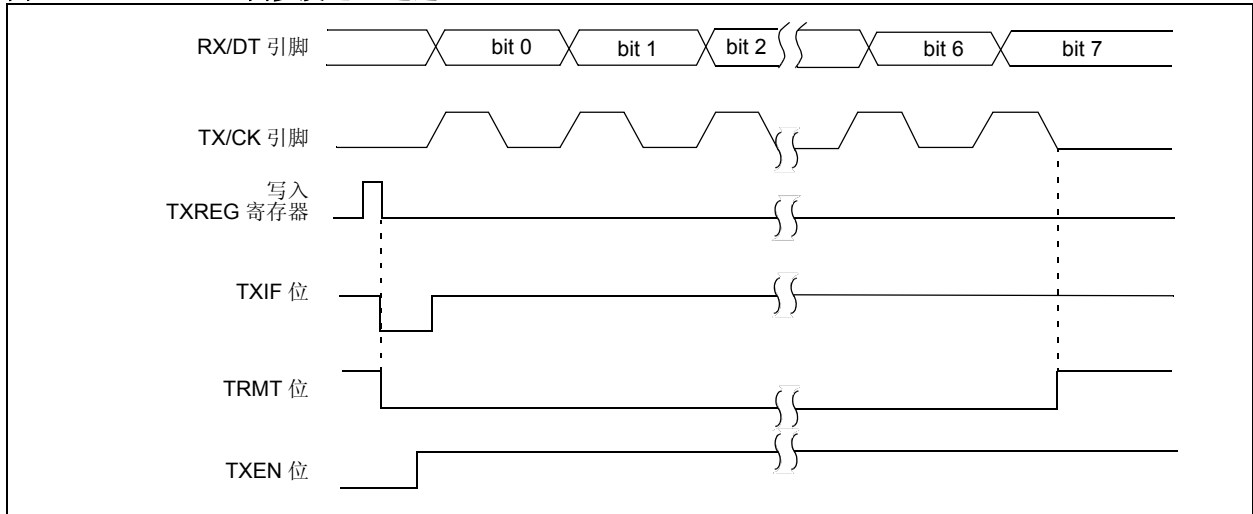 RX/DT 引脚
bit 0
bit 1
bit 2
bit 6
bit 7
TX/CK 引脚
写入
TXREG 寄存器
TXIF 位
TRMT 位
TXEN 位